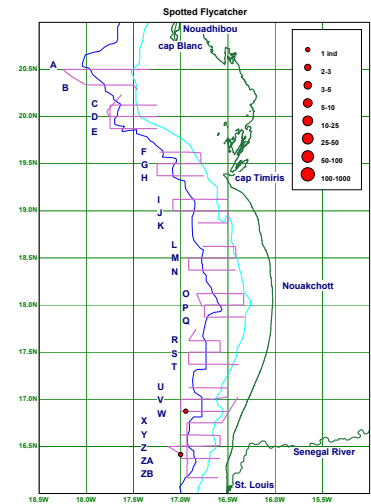 Spotted Flycatcher
Nouadhibou
cap Blanc
1 ind
2-3
3-5
5-10
10-25
25-50
50-100
100-1000
20.5N
20.0N
19.5N
19.0N
18.5N
18.0N
17.5N
17.0N
16.5N
A
B
C
D
E
F
G
H
I
J
K
L
M
N
O
P
Q
R
S
T
U
V
W
X
Y
Z
ZA
ZB
cap Timiris
Nouakchott
Senegal River
St. Louis
18.5W 18.0W 17.5W 17.0W 16.5W 15.0W